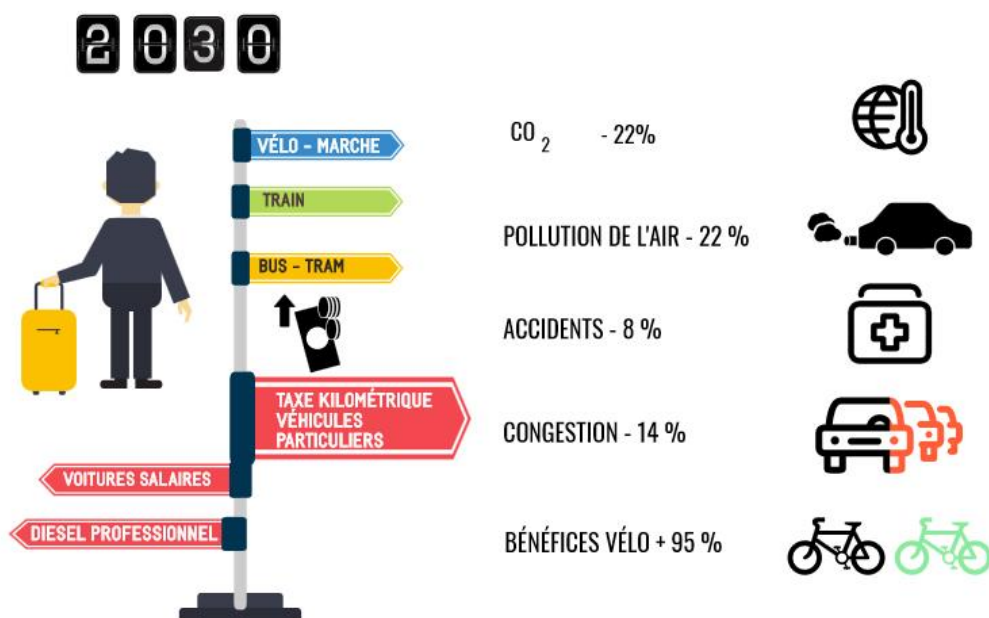 2030
VÉLO - MARCHE
TRAIN
BUS - TRAM
TAXE KILOMÉTRIQUE
VÉHICULES
PARTICULIERS
VOITURES SALAIRES
DIESEL PROFESSIONNEL
CO₂ - 22%
POLLUTION DE L'AIR - 22 %
ACCIDENTS - 8 %
CONGESTION - 14 %
BÉNÉFICES VÉLO + 95 %